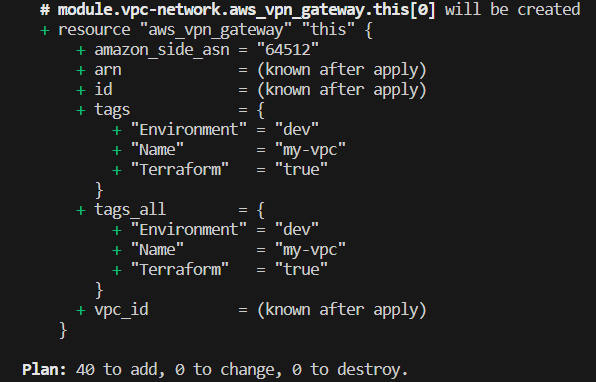 # module.vpc-network.aws_vpn_gateway.this[0] will be created
+ resource "aws_vpn_gateway" "this" {
+ amazon_side_asn = "64512"
+ arn = (known after apply)
+ id = (known after apply)
+ tags = {
+ "Environment" = "dev"
+ "Name" = "my-vpc"
+ "Terraform" = "true"
}
+ tags_all = {
+ "Environment" = "dev"
+ "Name" = "my-vpc"
+ "Terraform" = "true"
}
+ vpc_id = (known after apply)
}
Plan: 40 to add, 0 to change, 0 to destroy.